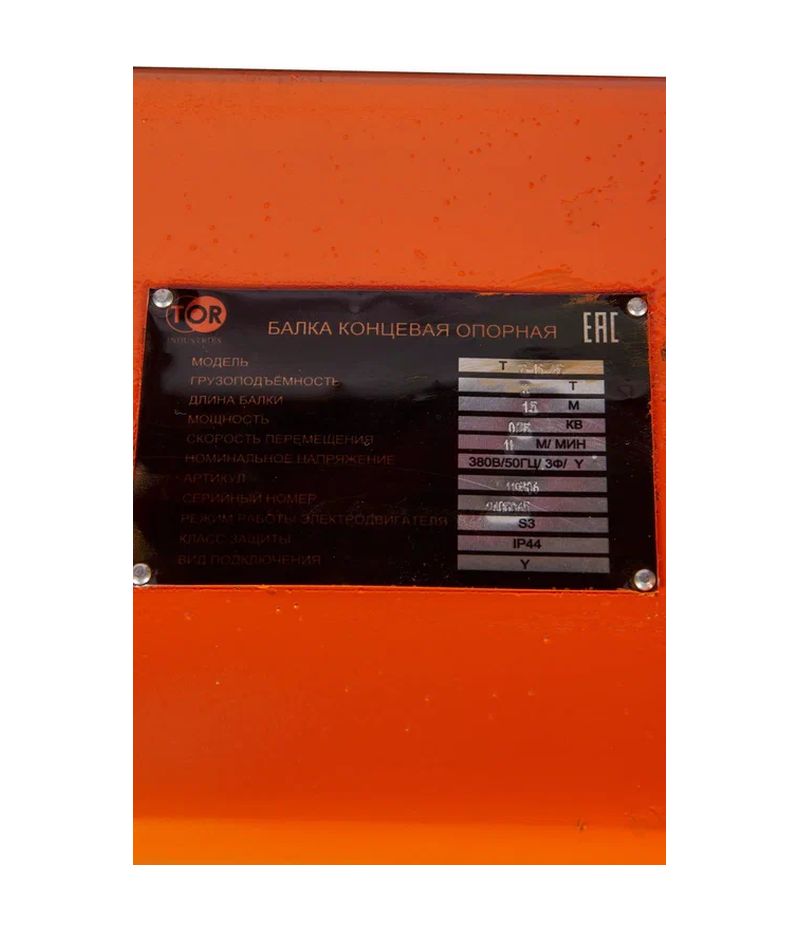 TOR
INDUSTRIES
БАЛКА КОНЦЕВАЯ ОПОРНАЯ
EAC
МОДЕЛЬ T
ГРУЗОПОДЪЁМНОСТЬ Т
ДЛИНА БАЛКИ 1.5 М
МОЩНОСТЬ КВ
СКОРОСТЬ ПЕРЕМЕЩЕНИЯ 11 М/ МИН
НОМИНАЛЬНОЕ НАПРЯЖЕНИЕ 380В/50ГЦ/ 3Ф/ Y
АРТИКУЛ
СЕРИЙНЫЙ НОМЕР
РЕЖИМ РАБОТЫ ЭЛЕКТРОДВИГАТЕЛЯ S3
КЛАСС ЗАЩИТЫ IP44
ВИД ПОДКЛЮЧЕНИЯ Y